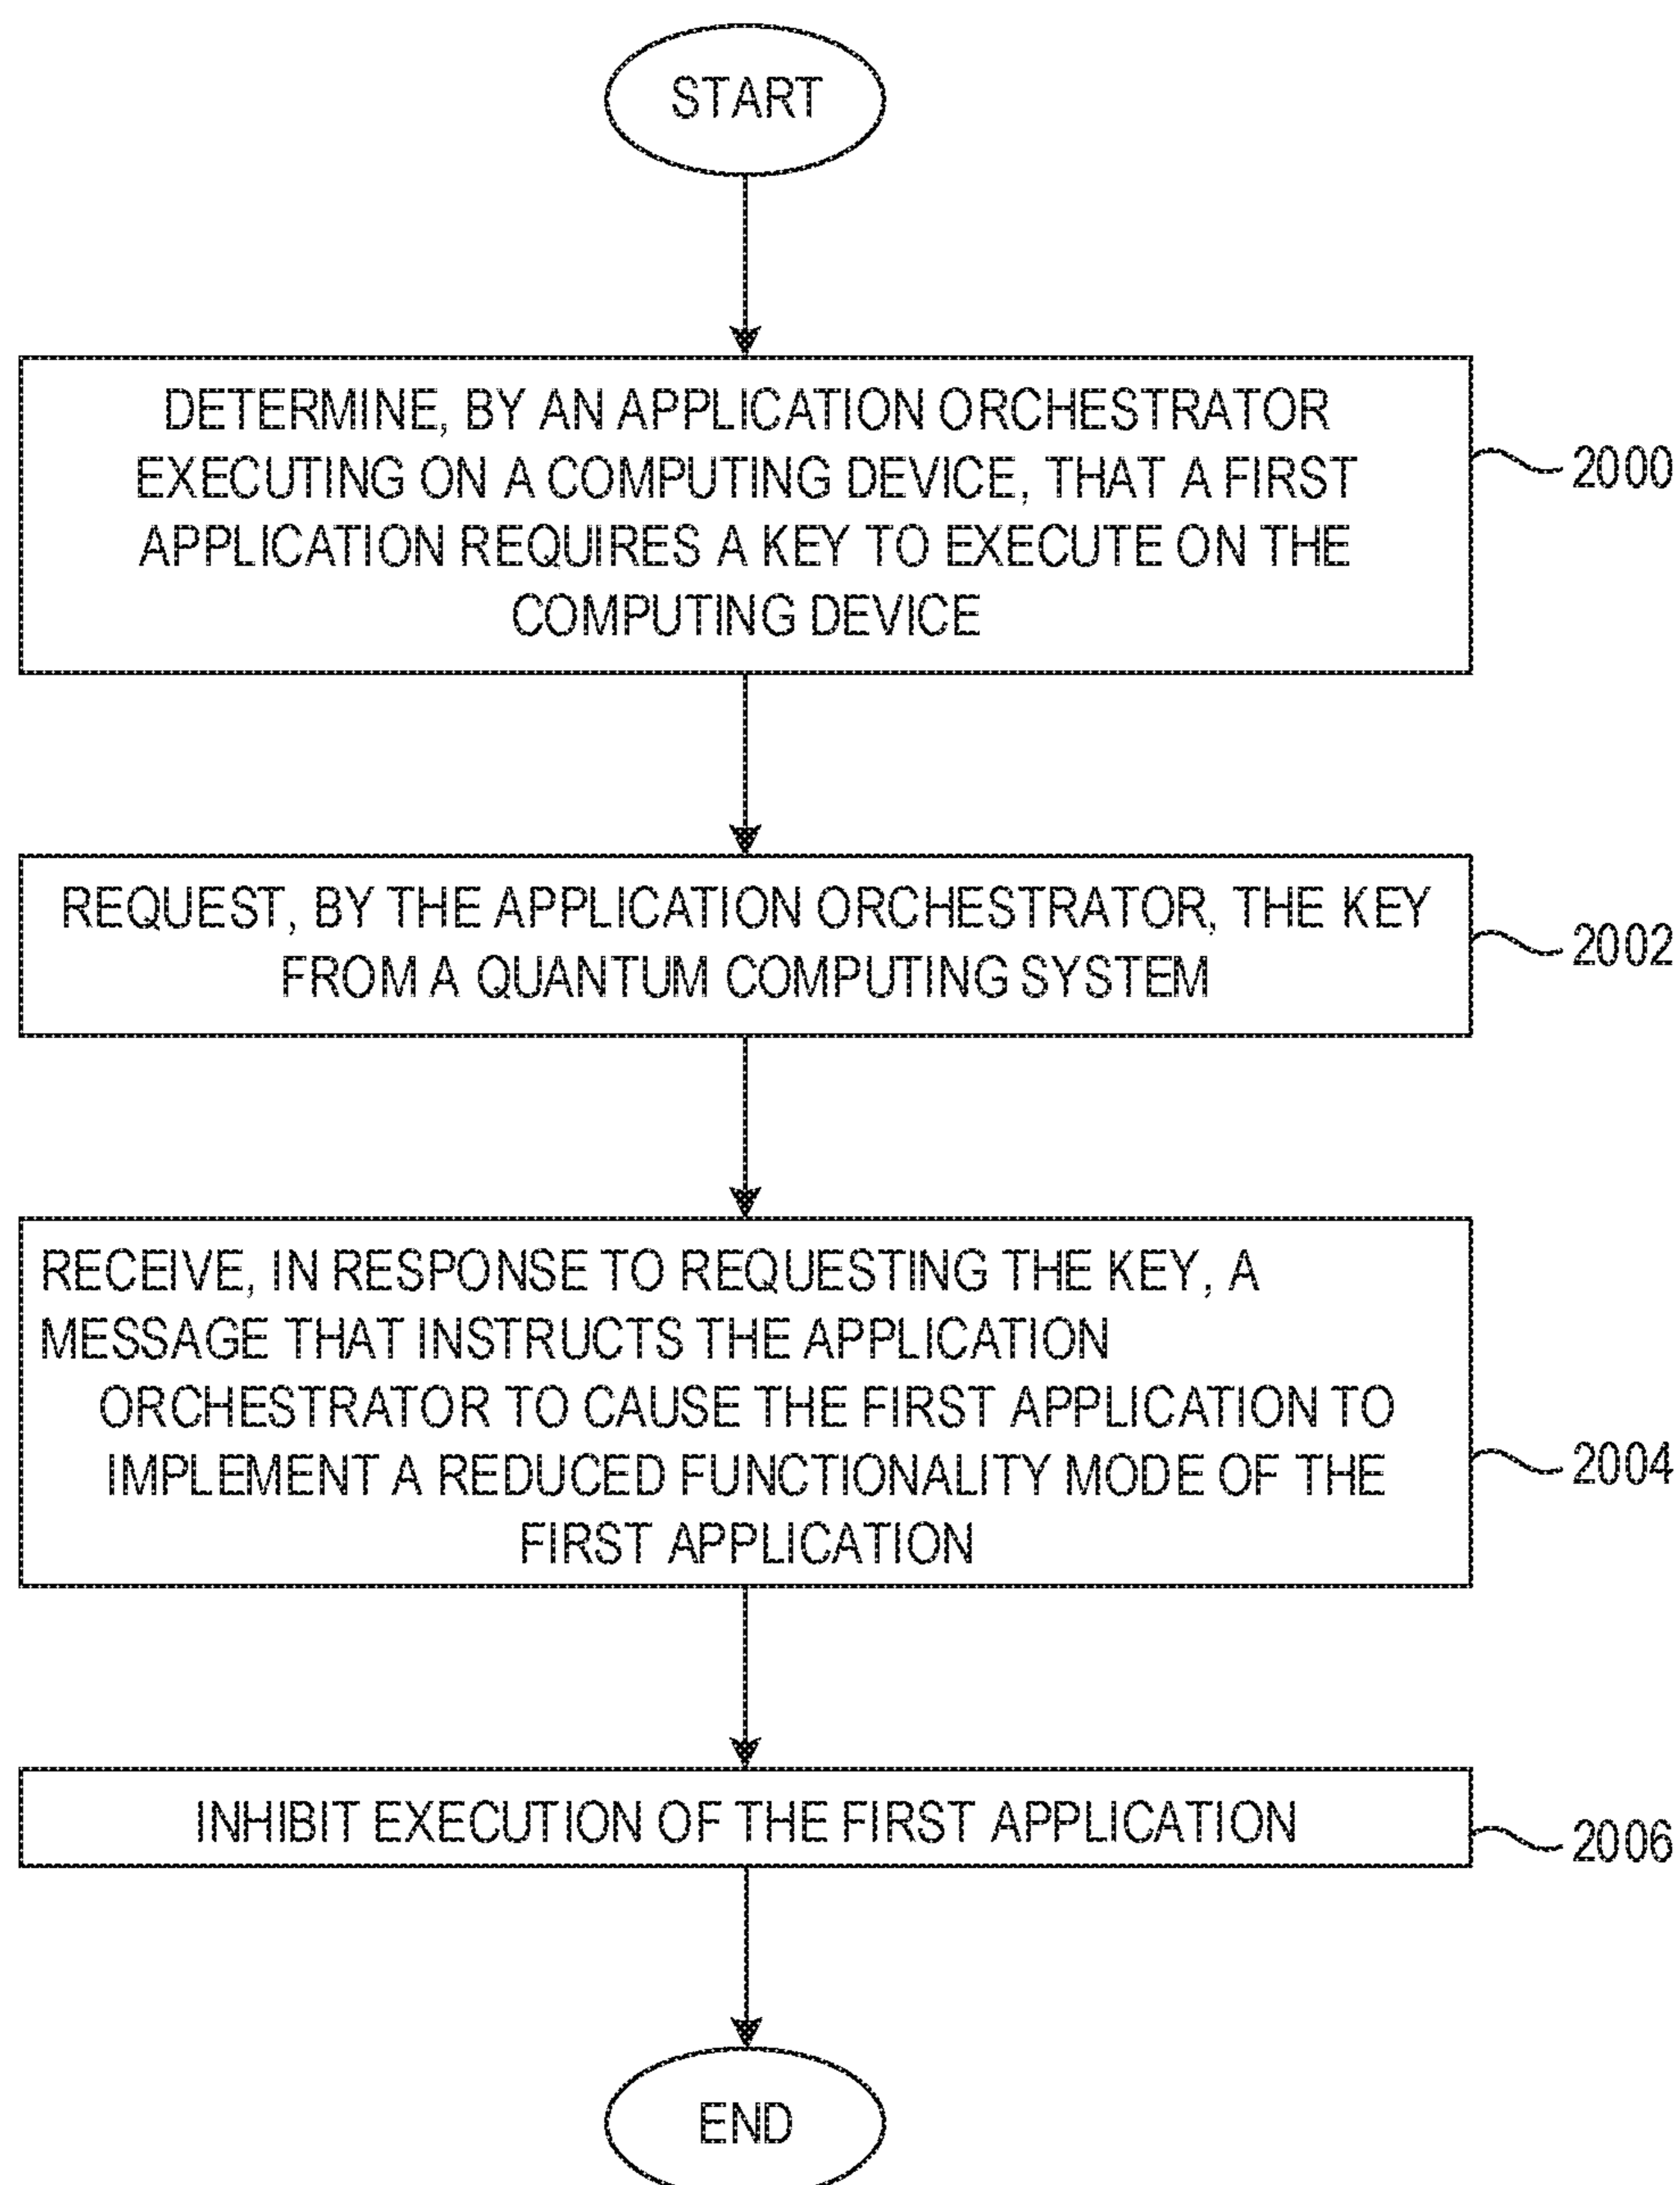 START
DETERMINE, BY AN APPLICATION ORCHESTRATOR
EXECUTING ON A COMPUTING DEVICE, THAT A FIRST
APPLICATION REQUIRES A KEY TO EXECUTE ON THE
COMPUTING DEVICE
2000
REQUEST, BY THE APPLICATION ORCHESTRATOR, THE KEY
FROM A QUANTUM COMPUTING SYSTEM
2002
RECEIVE, IN RESPONSE TO REQUESTING THE KEY, A
MESSAGE THAT INSTRUCTS THE APPLICATION
ORCHESTRATOR TO CAUSE THE FIRST APPLICATION TO
IMPLEMENT A REDUCED FUNCTIONALITY MODE OF THE
FIRST APPLICATION
2004
INHIBIT EXECUTION OF THE FIRST APPLICATION
2006
END